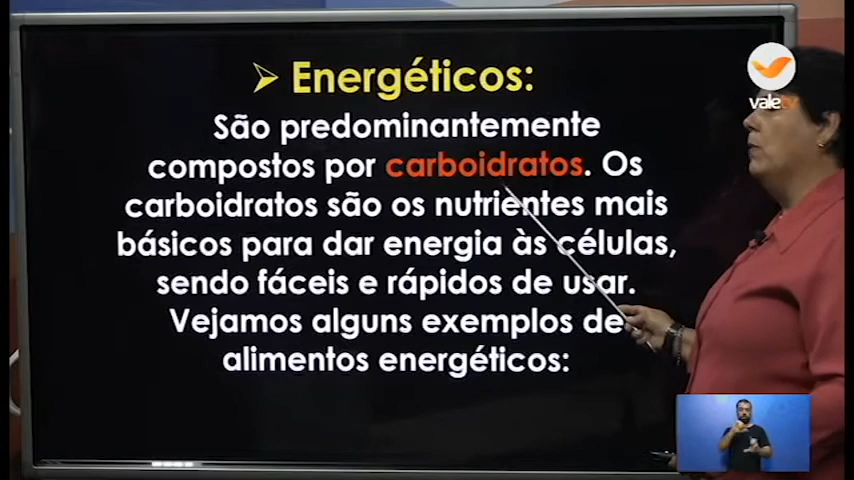 Energéticos:
São predominantemente
compostos por carboidratos. Os
carboidratos são os nutrientes mais
básicos para dar energia às células,
sendo fáceis e rápidos de usar.
Vejamos alguns exemplos de
alimentos energéticos:
vale tv